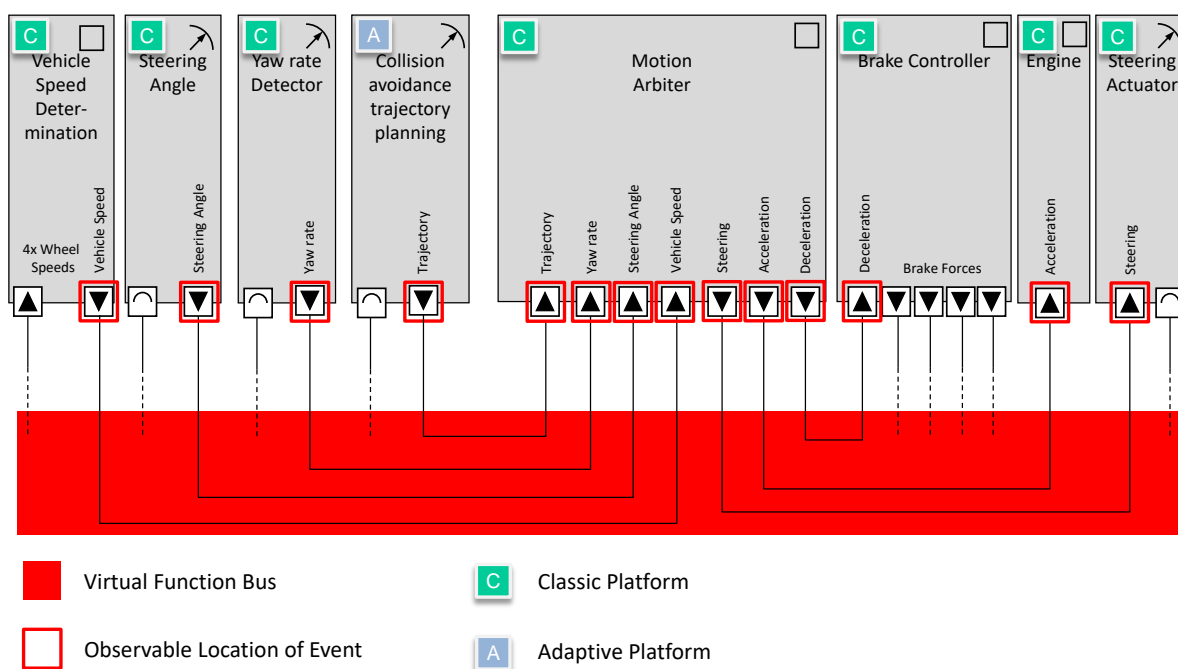 C
Vehicle
Speed
Deter-
mination
4x Wheel
Speeds
Vehicle Speed
C
Steering
Angle
Steering Angle
C
Yaw rate
Detector
Yaw rate
A
Collision
avoidance
trajectory
planning
Trajectory
C
Motion
Arbiter
Trajectory
Yaw rate
Steering Angle
Vehicle Speed
Steering
Acceleration
Deceleration
C
Brake Controller
Deceleration
Brake Forces
C
Engine
Acceleration
C
Steering
Actuator
Steering
Virtual Function Bus
C
Classic Platform
Observable Location of Event
A
Adaptive Platform